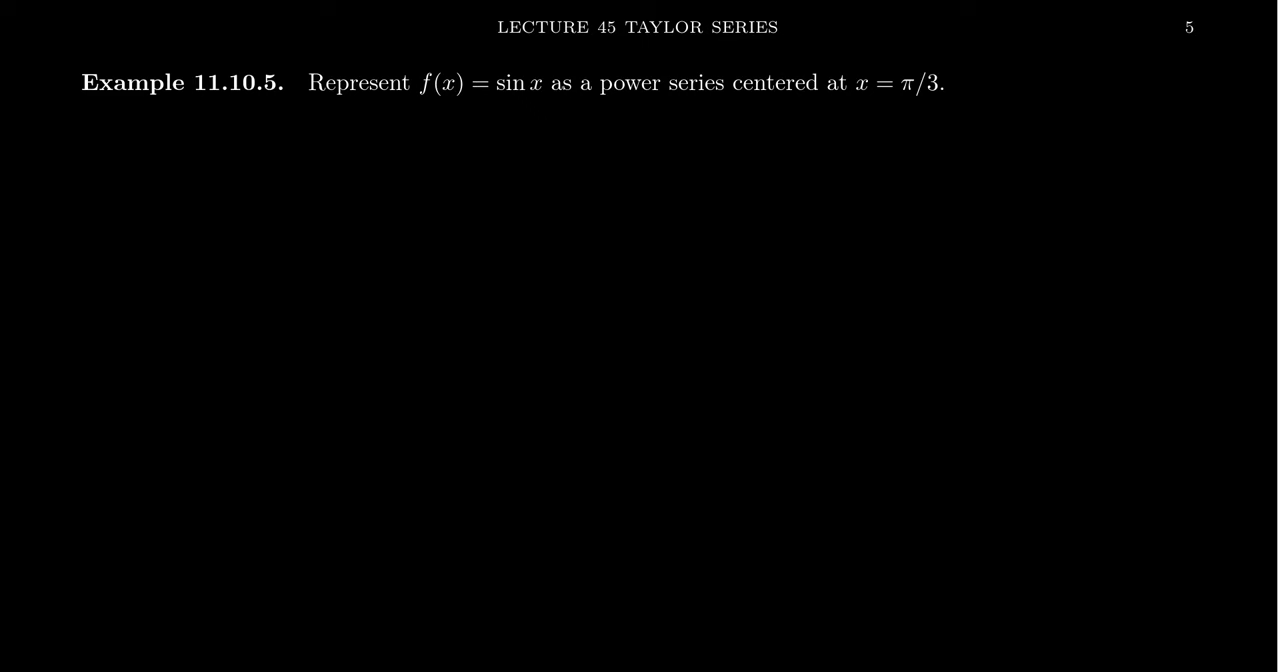 LECTURE 45 TAYLOR SERIES 5
Example 11.10.5. Represent f(x) = sin x as a power series centered at x = π/3.